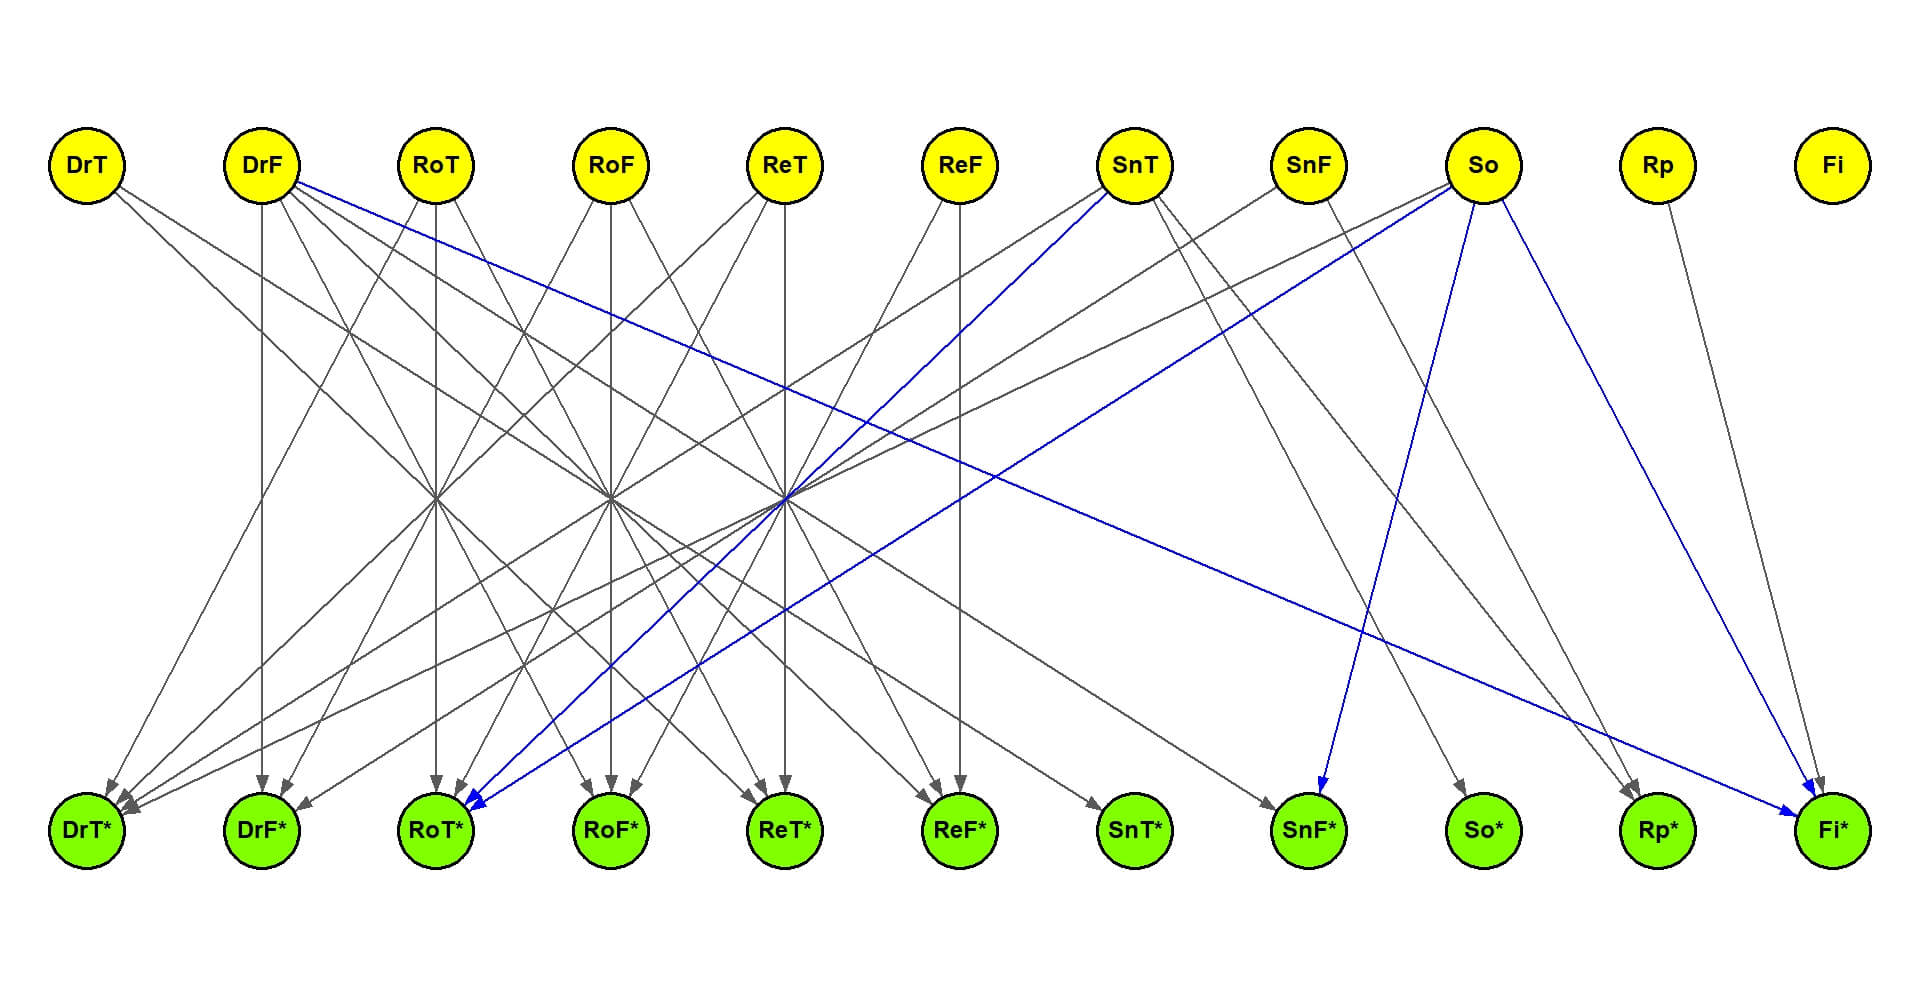 DrT DrF RoT RoF ReT ReF SnT SnF So Rp Fi
DrT* DrF* RoT* RoF* ReT* ReF* SnT* SnF* So* Rp* Fi*